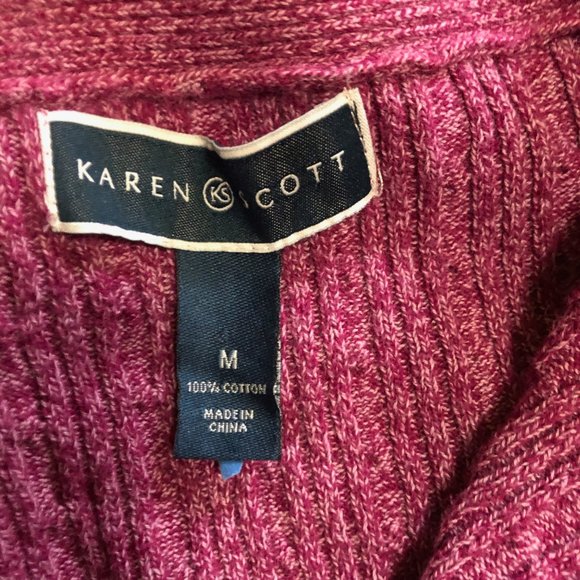 KAREN KS SCOTT
M
100% COTTON
MADE IN
CHINA